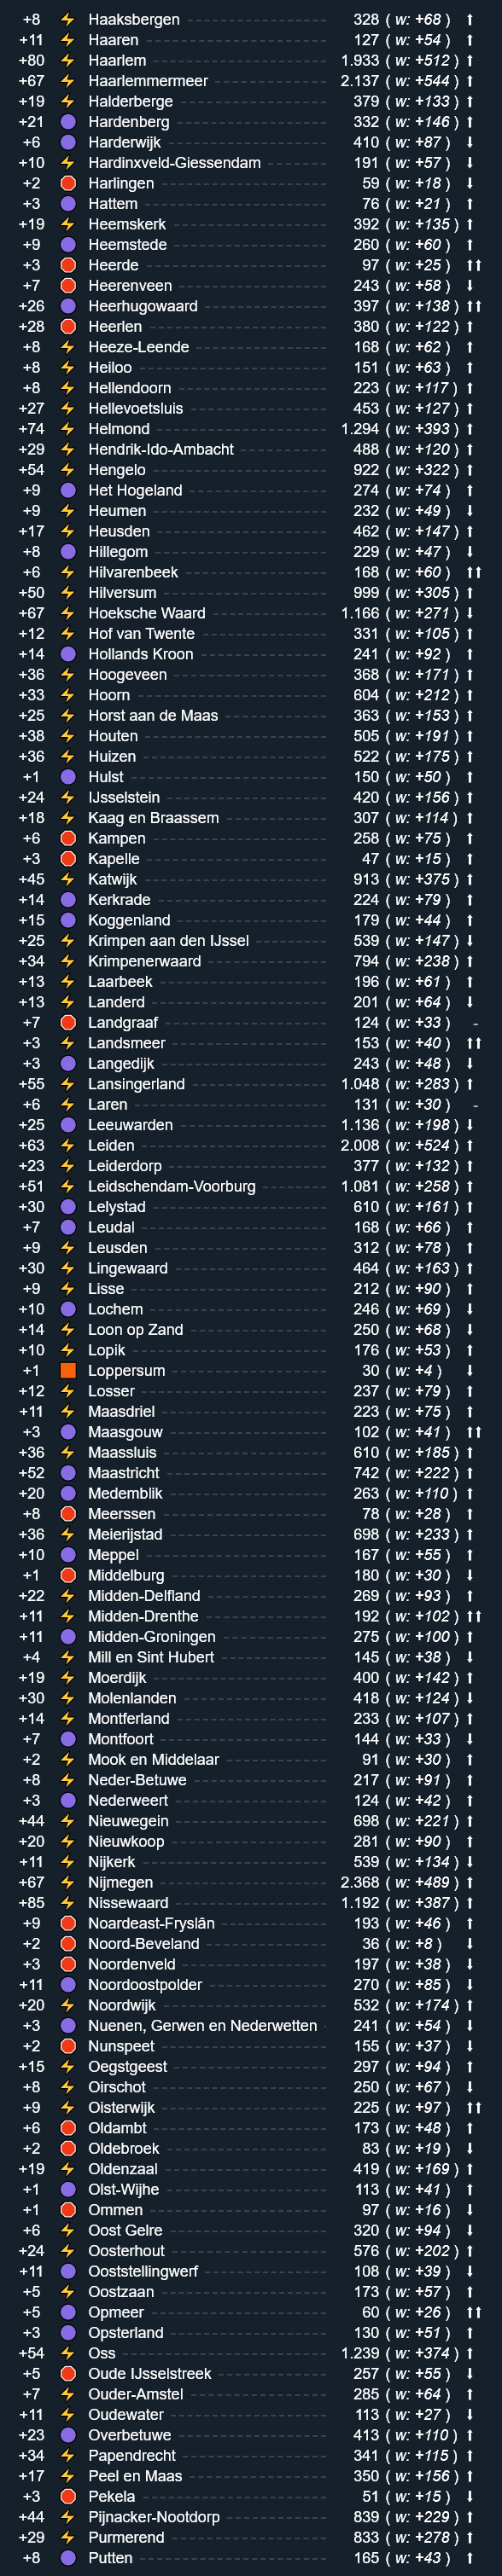 +8 ⚡ Haaksbergen 328 ( w: +68 ) ⬆
+11 ⚡ Haaren 127 ( w: +54 ) ⬆
+80 ⚡ Haarlem 1.933 ( w: +512 ) ⬆
+67 ⚡ Haarlemmermeer 2.137 ( w: +544 ) ⬆
+19 ⚡ Halderberge 379 ( w: +133 ) ⬆
+21 🟣 Hardenberg 332 ( w: +146 ) ⬆
+6 🟣 Harderwijk 410 ( w: +87 ) ⬇
+10 ⚡ Hardinxveld-Giessendam 191 ( w: +57 ) ⬇
+2 🛑 Harlingen 59 ( w: +18 ) ⬇
+3 🟣 Hattem 76 ( w: +21 ) ⬆
+19 ⚡ Heemskerk 392 ( w: +135 ) ⬆
+9 🟣 Heemstede 260 ( w: +60 ) ⬆
+3 🛑 Heerde 97 ( w: +25 ) ⬆⬆
+7 🛑 Heerenveen 243 ( w: +58 ) ⬇
+26 🟣 Heerhugowaard 397 ( w: +138 ) ⬆⬆
+28 🛑 Heerlen 380 ( w: +122 ) ⬆
+8 ⚡ Heeze-Leende 168 ( w: +62 ) ⬆
+8 ⚡ Heiloo 151 ( w: +63 ) ⬆
+8 ⚡ Hellendoorn 223 ( w: +117 ) ⬆
+27 ⚡ Hellevoetsluis 453 ( w: +127 ) ⬆
+74 ⚡ Helmond 1.294 ( w: +393 ) ⬆
+29 ⚡ Hendrik-Ido-Ambacht 488 ( w: +120 ) ⬆
+54 ⚡ Hengelo 922 ( w: +322 ) ⬆
+9 🟣 Het Hogeland 274 ( w: +74 ) ⬆
+9 ⚡ Heumen 232 ( w: +49 ) ⬇
+17 ⚡ Heusden 462 ( w: +147 ) ⬆
+8 🟣 Hillegom 229 ( w: +47 ) ⬇
+6 ⚡ Hilvarenbeek 168 ( w: +60 ) ⬆⬆
+50 ⚡ Hilversum 999 ( w: +305 ) ⬆
+67 ⚡ Hoeksche Waard 1.166 ( w: +271 ) ⬇
+12 ⚡ Hof van Twente 331 ( w: +105 ) ⬆
+14 🟣 Hollands Kroon 241 ( w: +92 ) ⬆
+36 ⚡ Hoogeveen 368 ( w: +171 ) ⬆
+33 ⚡ Hoorn 604 ( w: +212 ) ⬆
+25 ⚡ Horst aan de Maas 363 ( w: +153 ) ⬆
+38 ⚡ Houten 505 ( w: +191 ) ⬆
+36 ⚡ Huizen 522 ( w: +175 ) ⬆
+1 🟣 Hulst 150 ( w: +50 ) ⬆
+24 ⚡ IJsselstein 420 ( w: +156 ) ⬆
+18 ⚡ Kaag en Braassem 307 ( w: +114 ) ⬆
+6 🛑 Kampen 258 ( w: +75 ) ⬆
+3 🛑 Kapelle 47 ( w: +15 ) ⬆
+45 ⚡ Katwijk 913 ( w: +375 ) ⬆
+14 🟣 Kerkrade 224 ( w: +79 ) ⬆
+15 🟣 Koggenland 179 ( w: +44 ) ⬆
+25 ⚡ Krimpen aan den IJssel 539 ( w: +147 ) ⬇
+34 ⚡ Krimpenerwaard 794 ( w: +238 ) ⬆
+13 ⚡ Laarbeek 196 ( w: +61 ) ⬆
+13 ⚡ Landerd 201 ( w: +64 ) ⬇
+7 🛑 Landgraaf 124 ( w: +33 ) -
+3 ⚡ Landsmeer 153 ( w: +40 ) ⬆⬆
+3 🟣 Langedijk 243 ( w: +48 ) ⬇
+55 ⚡ Lansingerland 1.048 ( w: +283 ) ⬆
+6 ⚡ Laren 131 ( w: +30 ) -
+25 🟣 Leeuwarden 1.136 ( w: +198 ) ⬇
+63 ⚡ Leiden 2.008 ( w: +524 ) ⬆
+23 ⚡ Leiderdorp 377 ( w: +132 ) ⬆
+51 ⚡ Leidschendam-Voorburg 1.081 ( w: +258 ) ⬆
+30 🟣 Lelystad 610 ( w: +161 ) ⬆
+7 🟣 Leudal 168 ( w: +66 ) ⬆
+9 ⚡ Leusden 312 ( w: +78 ) ⬆
+30 ⚡ Lingewaard 464 ( w: +163 ) ⬆
+9 ⚡ Lisse 212 ( w: +90 ) ⬆
+10 🟣 Lochem 246 ( w: +69 ) ⬇
+14 ⚡ Loon op Zand 250 ( w: +68 ) ⬇
+10 ⚡ Lopik 176 ( w: +53 ) ⬆
+1 🟧 Loppersum 30 ( w: +4 ) ⬇
+12 ⚡ Losser 237 ( w: +79 ) ⬆
+11 ⚡ Maasdriel 223 ( w: +75 ) ⬆
+3 🟣 Maasgouw 102 ( w: +41 ) ⬆⬆
+36 ⚡ Maassluis 610 ( w: +185 ) ⬆
+52 🟣 Maastricht 742 ( w: +222 ) ⬆
+20 🟣 Medemblik 263 ( w: +110 ) ⬆
+8 🛑 Meerssen 78 ( w: +28 ) ⬆
+36 ⚡ Meierijstad 698 ( w: +233 ) ⬆
+10 🟣 Meppel 167 ( w: +55 ) ⬆
+1 🛑 Middelburg 180 ( w: +30 ) ⬇
+22 ⚡ Midden-Delfland 269 ( w: +93 ) ⬆
+11 ⚡ Midden-Drenthe 192 ( w: +102 ) ⬆⬆
+11 🟣 Midden-Groningen 275 ( w: +100 ) ⬆
+4 ⚡ Mill en Sint Hubert 145 ( w: +38 ) ⬇
+19 ⚡ Moerdijk 400 ( w: +142 ) ⬆
+30 ⚡ Molenlanden 418 ( w: +124 ) ⬇
+14 ⚡ Montferland 233 ( w: +107 ) ⬆
+7 🟣 Montfoort 144 ( w: +33 ) ⬇
+2 ⚡ Mook en Middelaar 91 ( w: +30 ) ⬆
+8 ⚡ Neder-Betuwe 217 ( w: +91 ) ⬆
+3 🟣 Nederweert 124 ( w: +42 ) ⬆
+44 ⚡ Nieuwegein 698 ( w: +221 ) ⬆
+20 ⚡ Nieuwkoop 281 ( w: +90 ) ⬆
+11 ⚡ Nijkerk 539 ( w: +134 ) ⬇
+67 ⚡ Nijmegen 2.368 ( w: +489 ) ⬆
+85 ⚡ Nissewaard 1.192 ( w: +387 ) ⬆
+9 🛑 Noardeast-Fryslân 193 ( w: +46 ) ⬆
+2 🛑 Noord-Beveland 36 ( w: +8 ) ⬇
+3 🛑 Noordenveld 197 ( w: +38 ) ⬇
+11 🟣 Noordoostpolder 270 ( w: +85 ) ⬇
+20 ⚡ Noordwijk 532 ( w: +174 ) ⬆
+3 🟣 Nuenen, Gerwen en Nederwetten 241 ( w: +54 ) ⬇
+2 🛑 Nunspeet 155 ( w: +37 ) ⬇
+15 ⚡ Oegstgeest 297 ( w: +94 ) ⬆
+8 ⚡ Oirschot 250 ( w: +67 ) ⬇
+9 ⚡ Oisterwijk 225 ( w: +97 ) ⬆⬆
+6 🛑 Oldambt 173 ( w: +48 ) ⬆
+2 🛑 Oldebroek 83 ( w: +19 ) ⬇
+19 ⚡ Oldenzaal 419 ( w: +169 ) ⬆
+1 🟣 Olst-Wijhe 113 ( w: +41 ) ⬆
+1 🛑 Ommen 97 ( w: +16 ) ⬇
+6 ⚡ Oost Gelre 320 ( w: +94 ) ⬇
+24 ⚡ Oosterhout 576 ( w: +202 ) ⬆
+11 🟣 Ooststellingwerf 108 ( w: +39 ) ⬇
+5 ⚡ Oostzaan 173 ( w: +57 ) ⬆
+5 🟣 Opmeer 60 ( w: +26 ) ⬆⬆
+3 🟣 Opsterland 130 ( w: +51 ) ⬆
+54 ⚡ Oss 1.239 ( w: +374 ) ⬆
+5 🛑 Oude IJsselstreek 257 ( w: +55 ) ⬇
+7 ⚡ Ouder-Amstel 285 ( w: +64 ) ⬆
+11 ⚡ Oudewater 113 ( w: +27 ) ⬇
+23 🟣 Overbetuwe 413 ( w: +110 ) ⬆
+34 ⚡ Papendrecht 341 ( w: +115 ) ⬆
+17 ⚡ Peel en Maas 350 ( w: +156 ) ⬆
+3 🛑 Pekela 51 ( w: +15 ) ⬇
+44 ⚡ Pijnacker-Nootdorp 839 ( w: +229 ) ⬆
+29 ⚡ Purmerend 833 ( w: +278 ) ⬆
+8 🟣 Putten 165 ( w: +43 ) ⬆